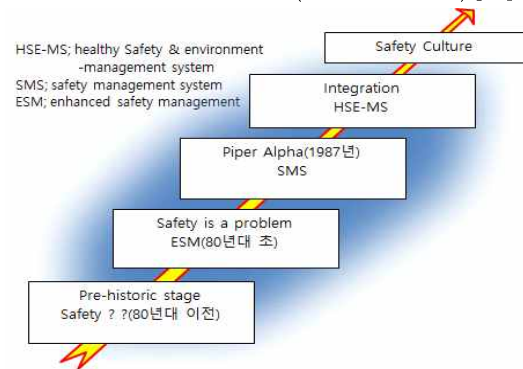 HSE-MS; healthy Safety & environment
-management system
SMS; safety management system
ESM; enhanced safety management
Safety Culture
Integration
HSE-MS
Piper Alpha(1987년)
SMS
Safety is a problem
ESM(80년대 초)
Pre-historic stage
Safety ? ?(80년대 이전)